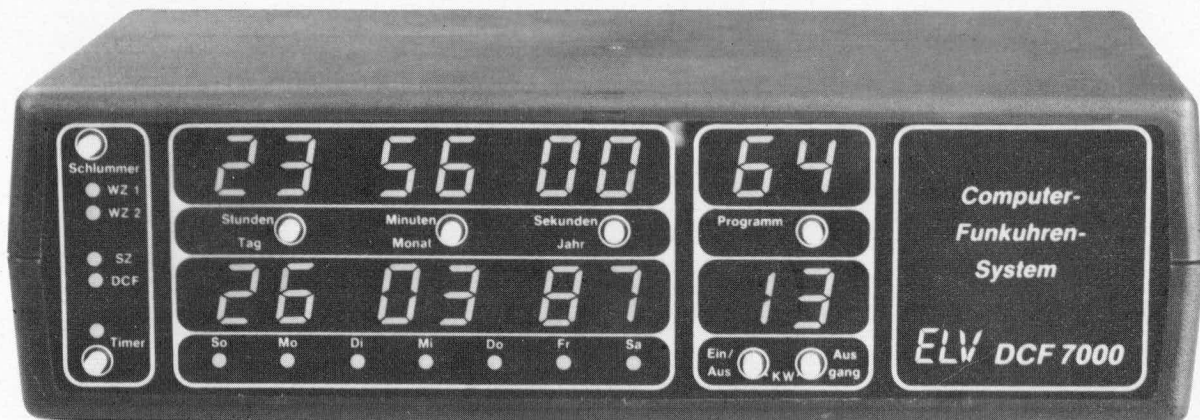 Schlummer
WZ 1
WZ 2
SZ
DCF
Timer
23 56 00
Stunden Minuten Sekunden
Tag Monat Jahr
26 03 87
So Mo Di Mi Do Fr Sa
64
Programm
13
Ein/ Aus
Aus KW gang
Computer-
Funkuhren-
System
ELV DCF 7000